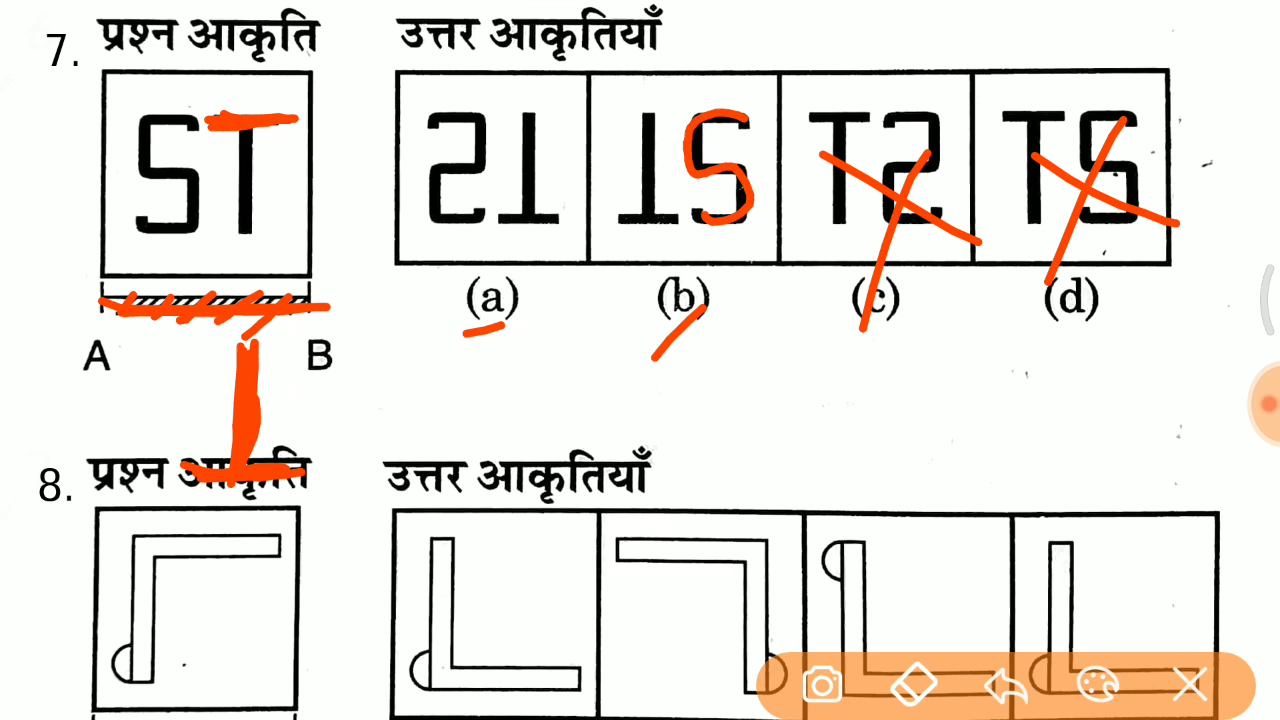 7. प्रश्न आकृति उत्तर आकृतियाँ
ST
(a) (b) (c) (d)
A B
8. प्रश्न आकृति उत्तर आकृतियाँ